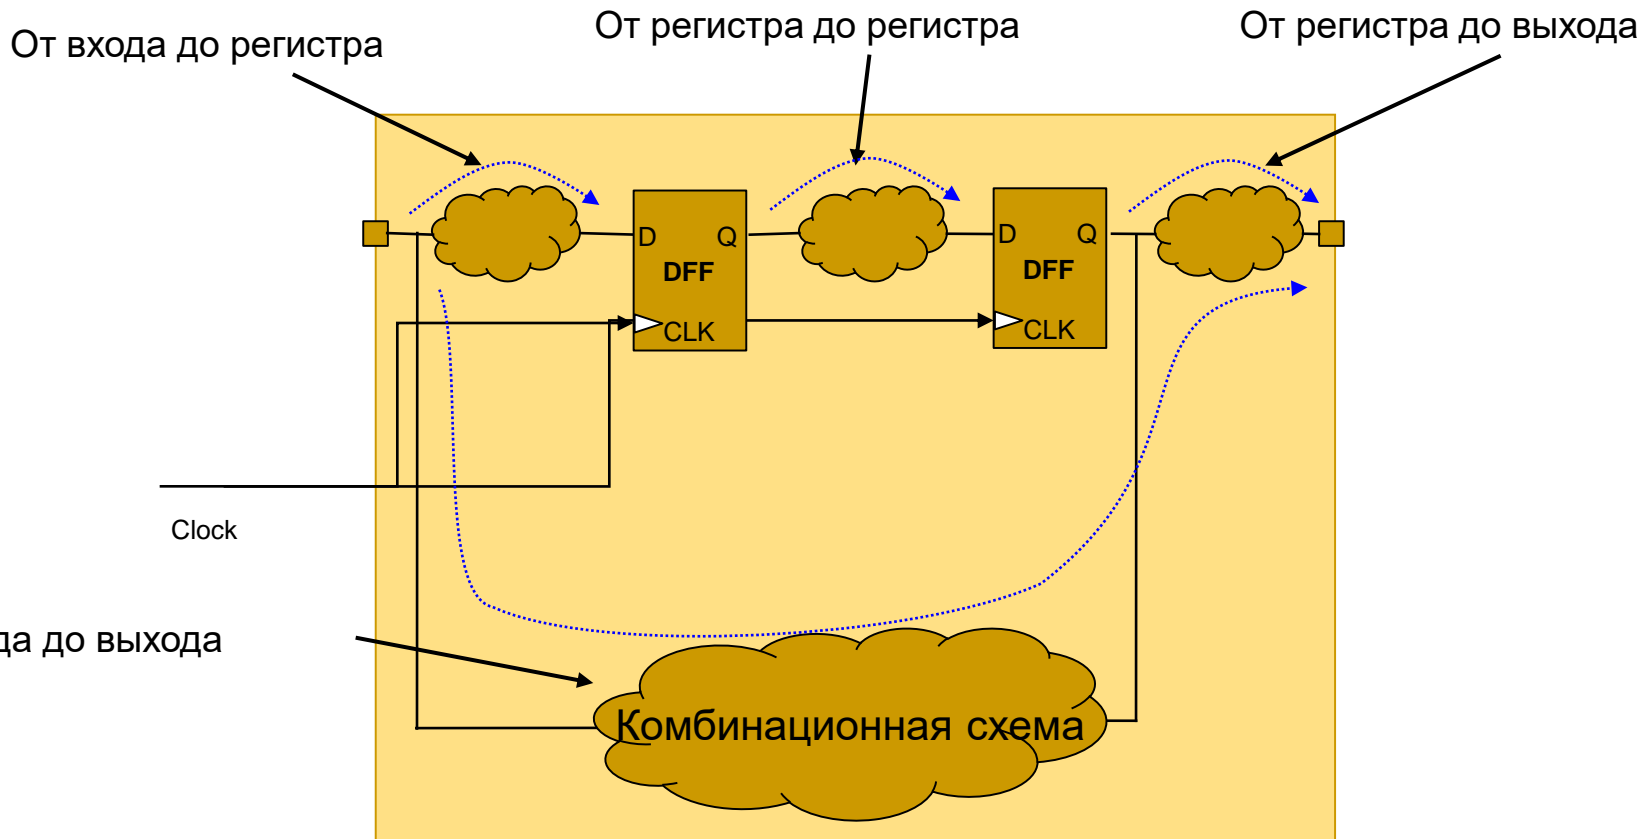 От входа до регистра
От регистра до регистра
От регистра до выхода
D Q
DFF
CLK
D Q
DFF
CLK
Clock
до выхода
Комбинационная схема